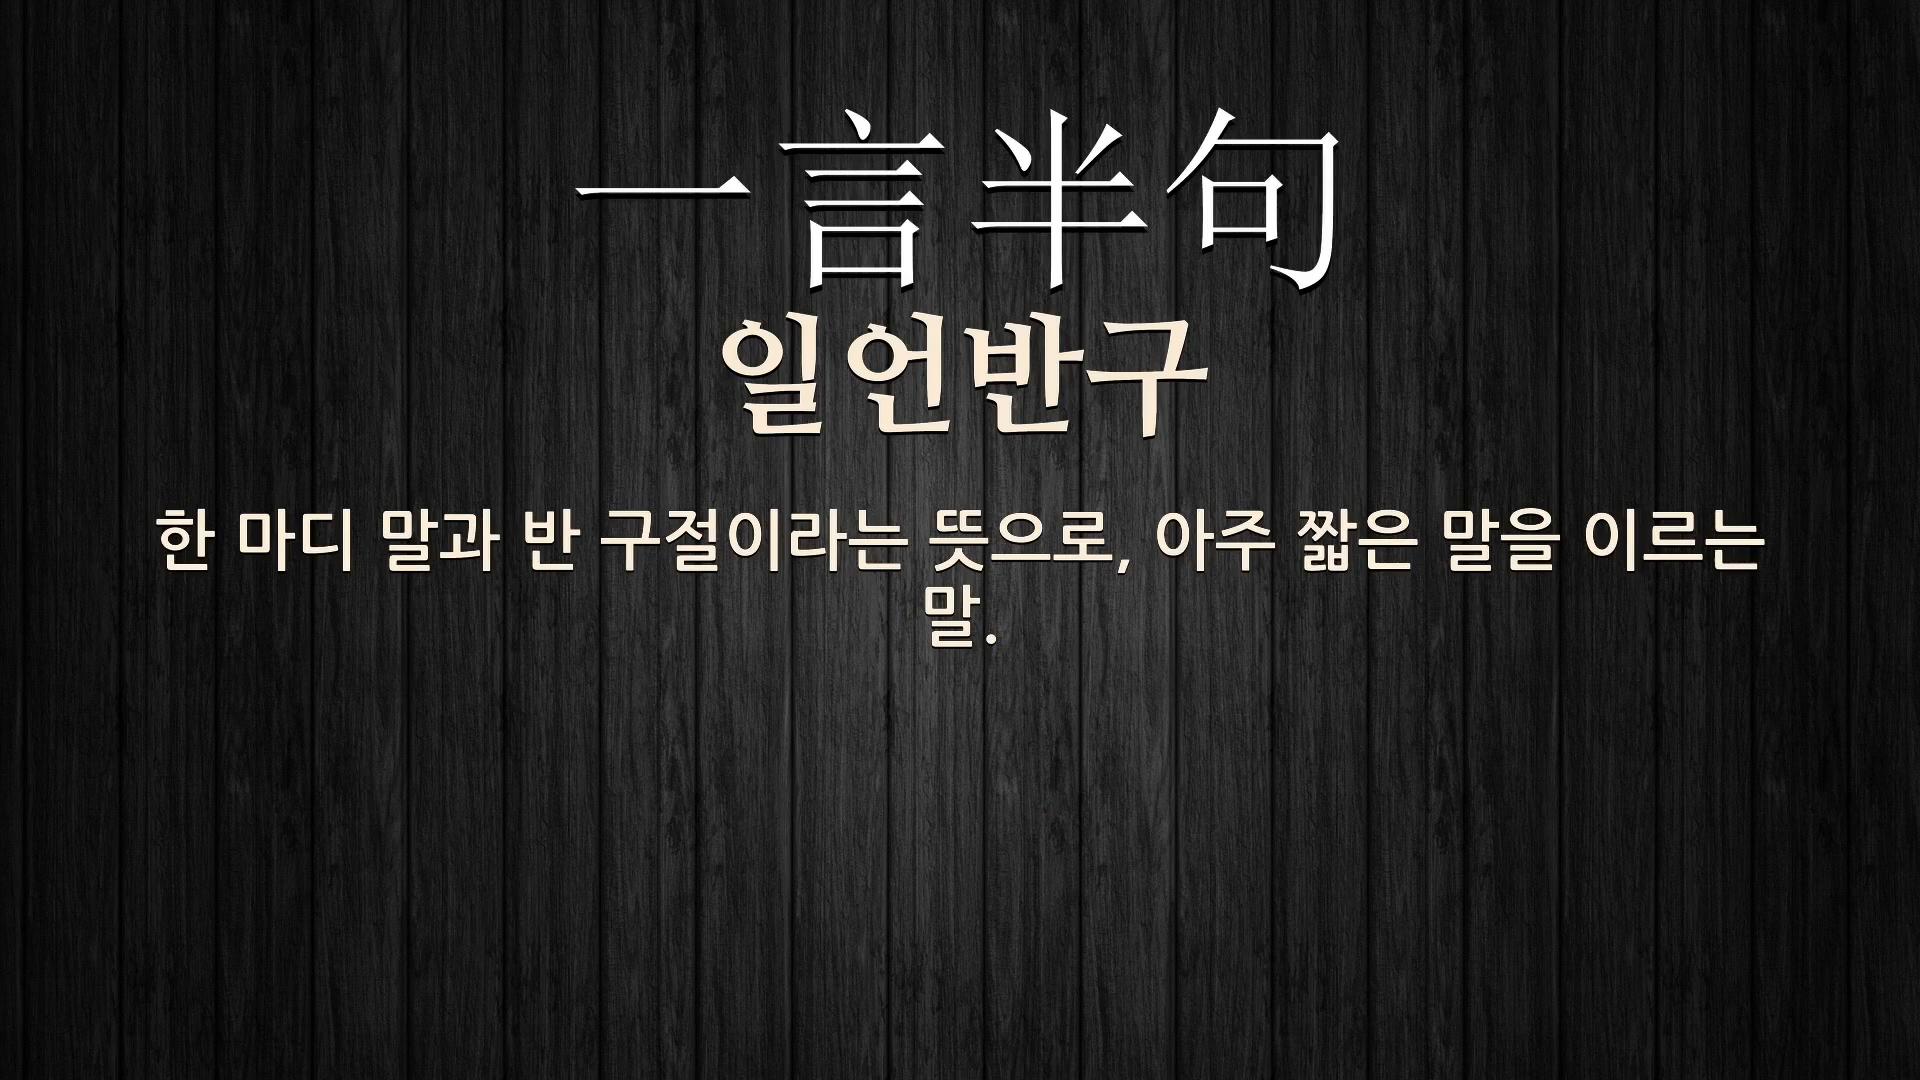 一言半句
일언반구
한 마디 말과 반 구절이라는 뜻으로, 아주 짧은 말을 이르는
말.